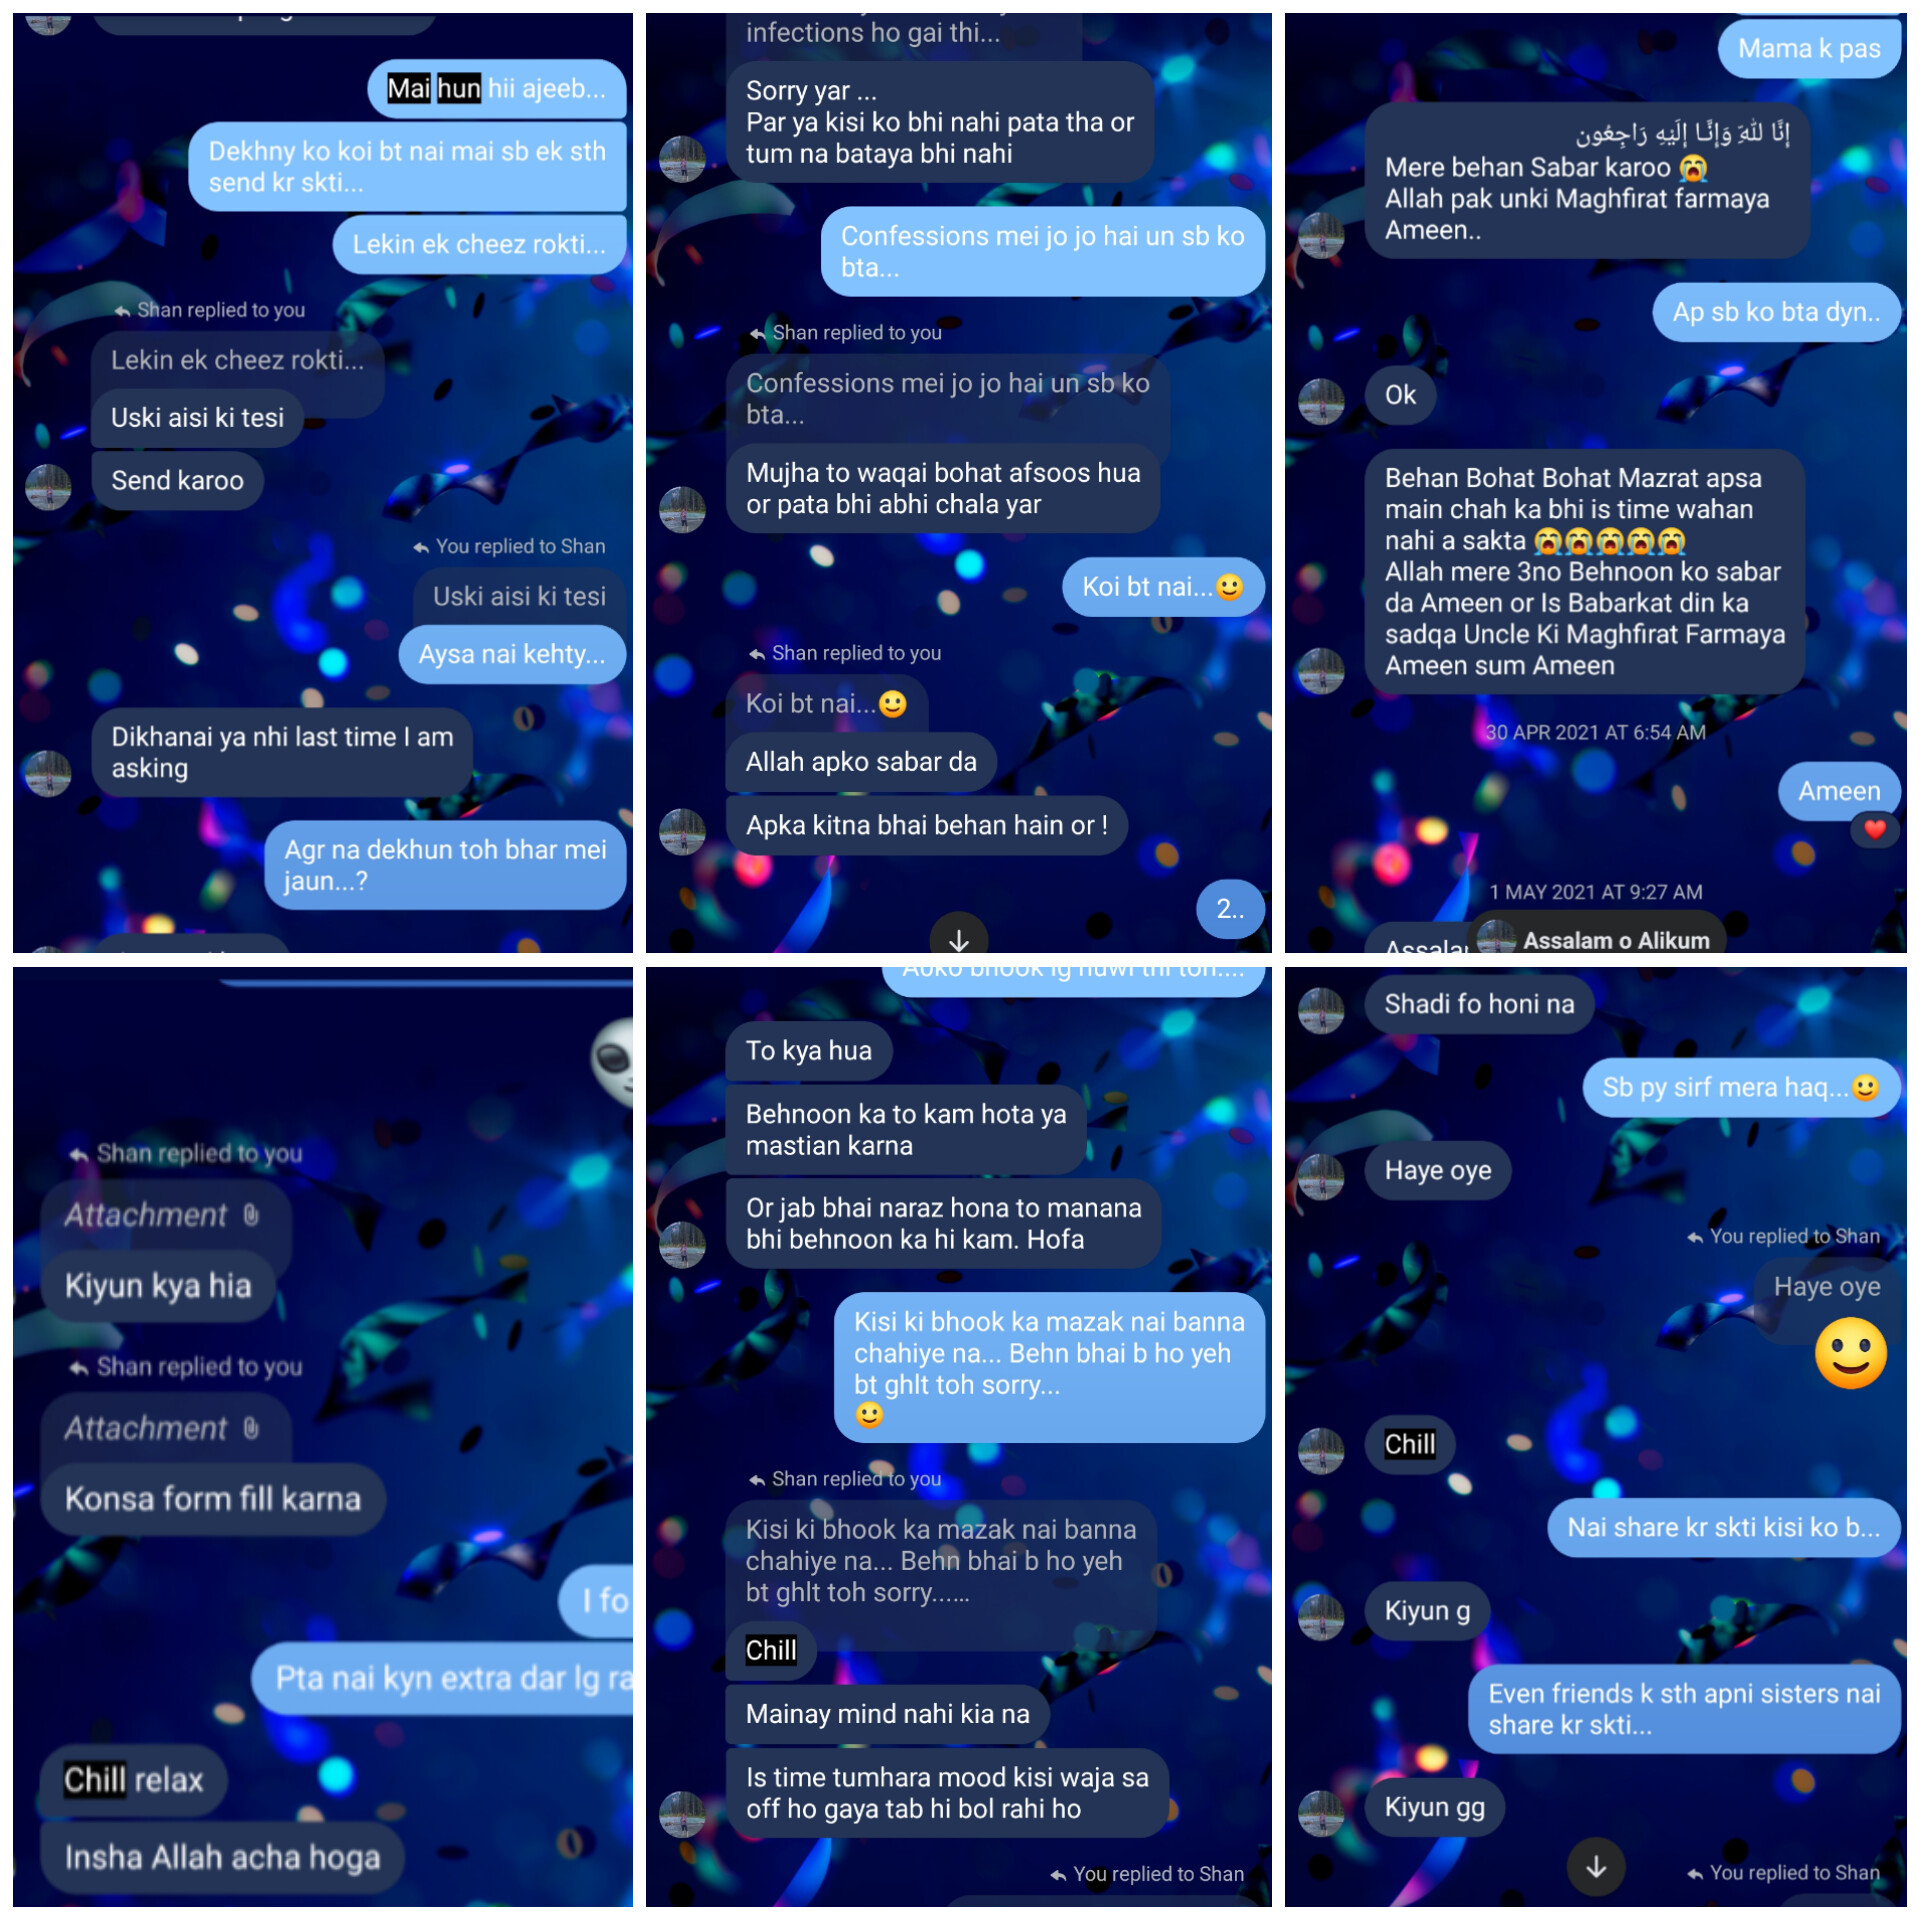 Mai hun hii ajeeb...
Dekhny ko koi bt nai mai sb ek sth
send kr skti...
Lekin ek cheez rokti...
Shan replied to you
Lekin ek cheez rokti...
Uski aisi ki tesi
Send karoo
You replied to Shan
Uski aisi ki tesi
Aysa nai kehty...
Dikhanai ya nhi last time I am
asking
Agr na dekhun toh bhar mei
jaun...?
infections ho gai thi...
Sorry yar ...
Par ya kisi ko bhi nahi pata tha or
tum na bataya bhi nahi
Confessions mei jo jo hai un sb ko
bta...
Shan replied to you
Confessions mei jo jo hai un sb ko
bta...
Mujha to waqai bohat afsoos hua
or pata bhi abhi chala yar
Koi bt nai...🙂
Shan replied to you
Koi bt nai...🙂
Allah apko sabar da
Apka kitna bhai behan hain or !
2..
Mama k pas
إنَّا لله وَإنَّـا إلَيْهِ رَاجِعُون
Mere behan Sabar karoo 😭
Allah pak unki Maghfirat farmaya
Ameen..
Ap sb ko bta dyn..
Ok
Behan Bohat Bohat Mazrat apsa
main chah ka bhi is time wahan
nahi a sakta 😭😭😭😭😭
Allah mere 3no Behnoon ko sabar
da Ameen or Is Babarkat din ka
sadqa Uncle Ki Maghfirat Farmaya
Ameen sum Ameen
30 APR 2021 AT 6:54 AM
Ameen
❤️
1 MAY 2021 AT 9:27 AM
Assala
Assalam o Alikum
Shan replied to you
Attachment
Kiyun kya hia
Shan replied to you
Attachment
Konsa form fill karna
I fo
Pta nai kyn extra dar lg ra
Chill relax
Insha Allah acha hoga
Aoko bhook lg huwi thi toh....
To kya hua
Behnoon ka to kam hota ya
mastian karna
Or jab bhai naraz hona to manana
bhi behnoon ka hi kam. Hofa
Kisi ki bhook ka mazak nai banna
chahiye na... Behn bhai b ho yeh
bt ghlt toh sorry...
🙂
Shan replied to you
Kisi ki bhook ka mazak nai banna
chahiye na... Behn bhai b ho yeh
bt ghlt toh sorry......
Chill
Mainay mind nahi kia na
Is time tumhara mood kisi waja sa
off ho gaya tab hi bol rahi ho
You replied to Shan
Shadi fo honi na
Sb py sirf mera haq...🙂
Haye oye
You replied to Shan
Haye oye
🙂
Chill
Nai share kr skti kisi ko b...
Kiyun g
Even friends k sth apni sisters nai
share kr skti...
Kiyun gg
You replied to Shan